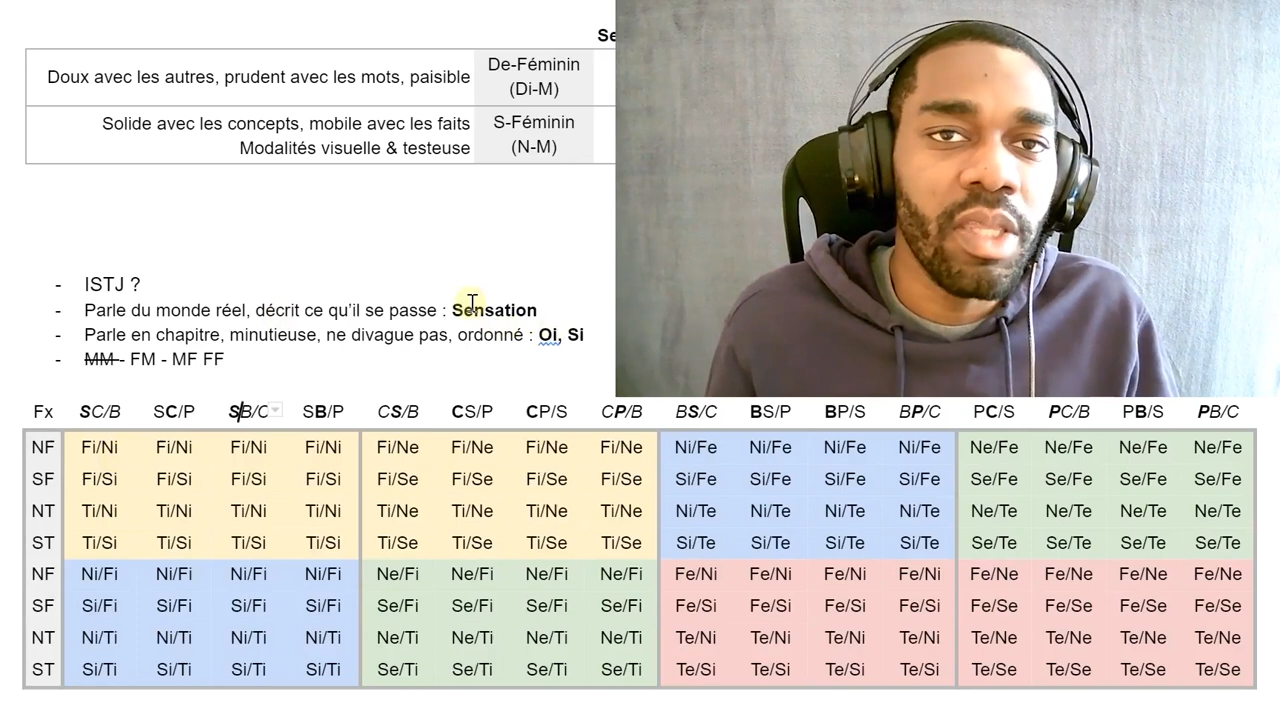 Se
Doux avec les autres, prudent avec les mots, paisible De-Féminin
(Di-M)
Solide avec les concepts, mobile avec les faits S-Féminin
Modalités visuelle & testeuse (N-M)
- ISTJ ?
- Parle du monde réel, décrit ce qu'il se passe : Sensation
- Parle en chapitre, minutieuse, ne divague pas, ordonné : Oi, Si
- MM - FM - MF FF
Fx SC/B SC/P SB/C SB/P CS/B CS/P CP/S CP/B BS/C BS/P BP/S BP/C PC/S PC/B PB/S PB/C
NF Fi/Ni Fi/Ni Fi/Ni Fi/Ni Fi/Ne Fi/Ne Fi/Ne Fi/Ne Ni/Fe Ni/Fe Ni/Fe Ni/Fe Ne/Fe Ne/Fe Ne/Fe Ne/Fe
SF Fi/Si Fi/Si Fi/Si Fi/Si Fi/Se Fi/Se Fi/Se Fi/Se Si/Fe Si/Fe Si/Fe Si/Fe Se/Fe Se/Fe Se/Fe Se/Fe
NT Ti/Ni Ti/Ni Ti/Ni Ti/Ni Ti/Ne Ti/Ne Ti/Ne Ti/Ne Ni/Te Ni/Te Ni/Te Ni/Te Ne/Te Ne/Te Ne/Te Ne/Te
ST Ti/Si Ti/Si Ti/Si Ti/Si Ti/Se Ti/Se Ti/Se Ti/Se Si/Te Si/Te Si/Te Si/Te Se/Te Se/Te Se/Te Se/Te
NF Ni/Fi Ni/Fi Ni/Fi Ni/Fi Ne/Fi Ne/Fi Ne/Fi Ne/Fi Fe/Ni Fe/Ni Fe/Ni Fe/Ni Fe/Ne Fe/Ne Fe/Ne Fe/Ne
SF Si/Fi Si/Fi Si/Fi Si/Fi Se/Fi Se/Fi Se/Fi Se/Fi Fe/Si Fe/Si Fe/Si Fe/Si Fe/Se Fe/Se Fe/Se Fe/Se
NT Ni/Ti Ni/Ti Ni/Ti Ni/Ti Ne/Ti Ne/Ti Ne/Ti Ne/Ti Te/Ni Te/Ni Te/Ni Te/Ni Te/Ne Te/Ne Te/Ne Te/Ne
ST Si/Ti Si/Ti Si/Ti Si/Ti Se/Ti Se/Ti Se/Ti Se/Ti Te/Si Te/Si Te/Si Te/Si Te/Se Te/Se Te/Se Te/Se